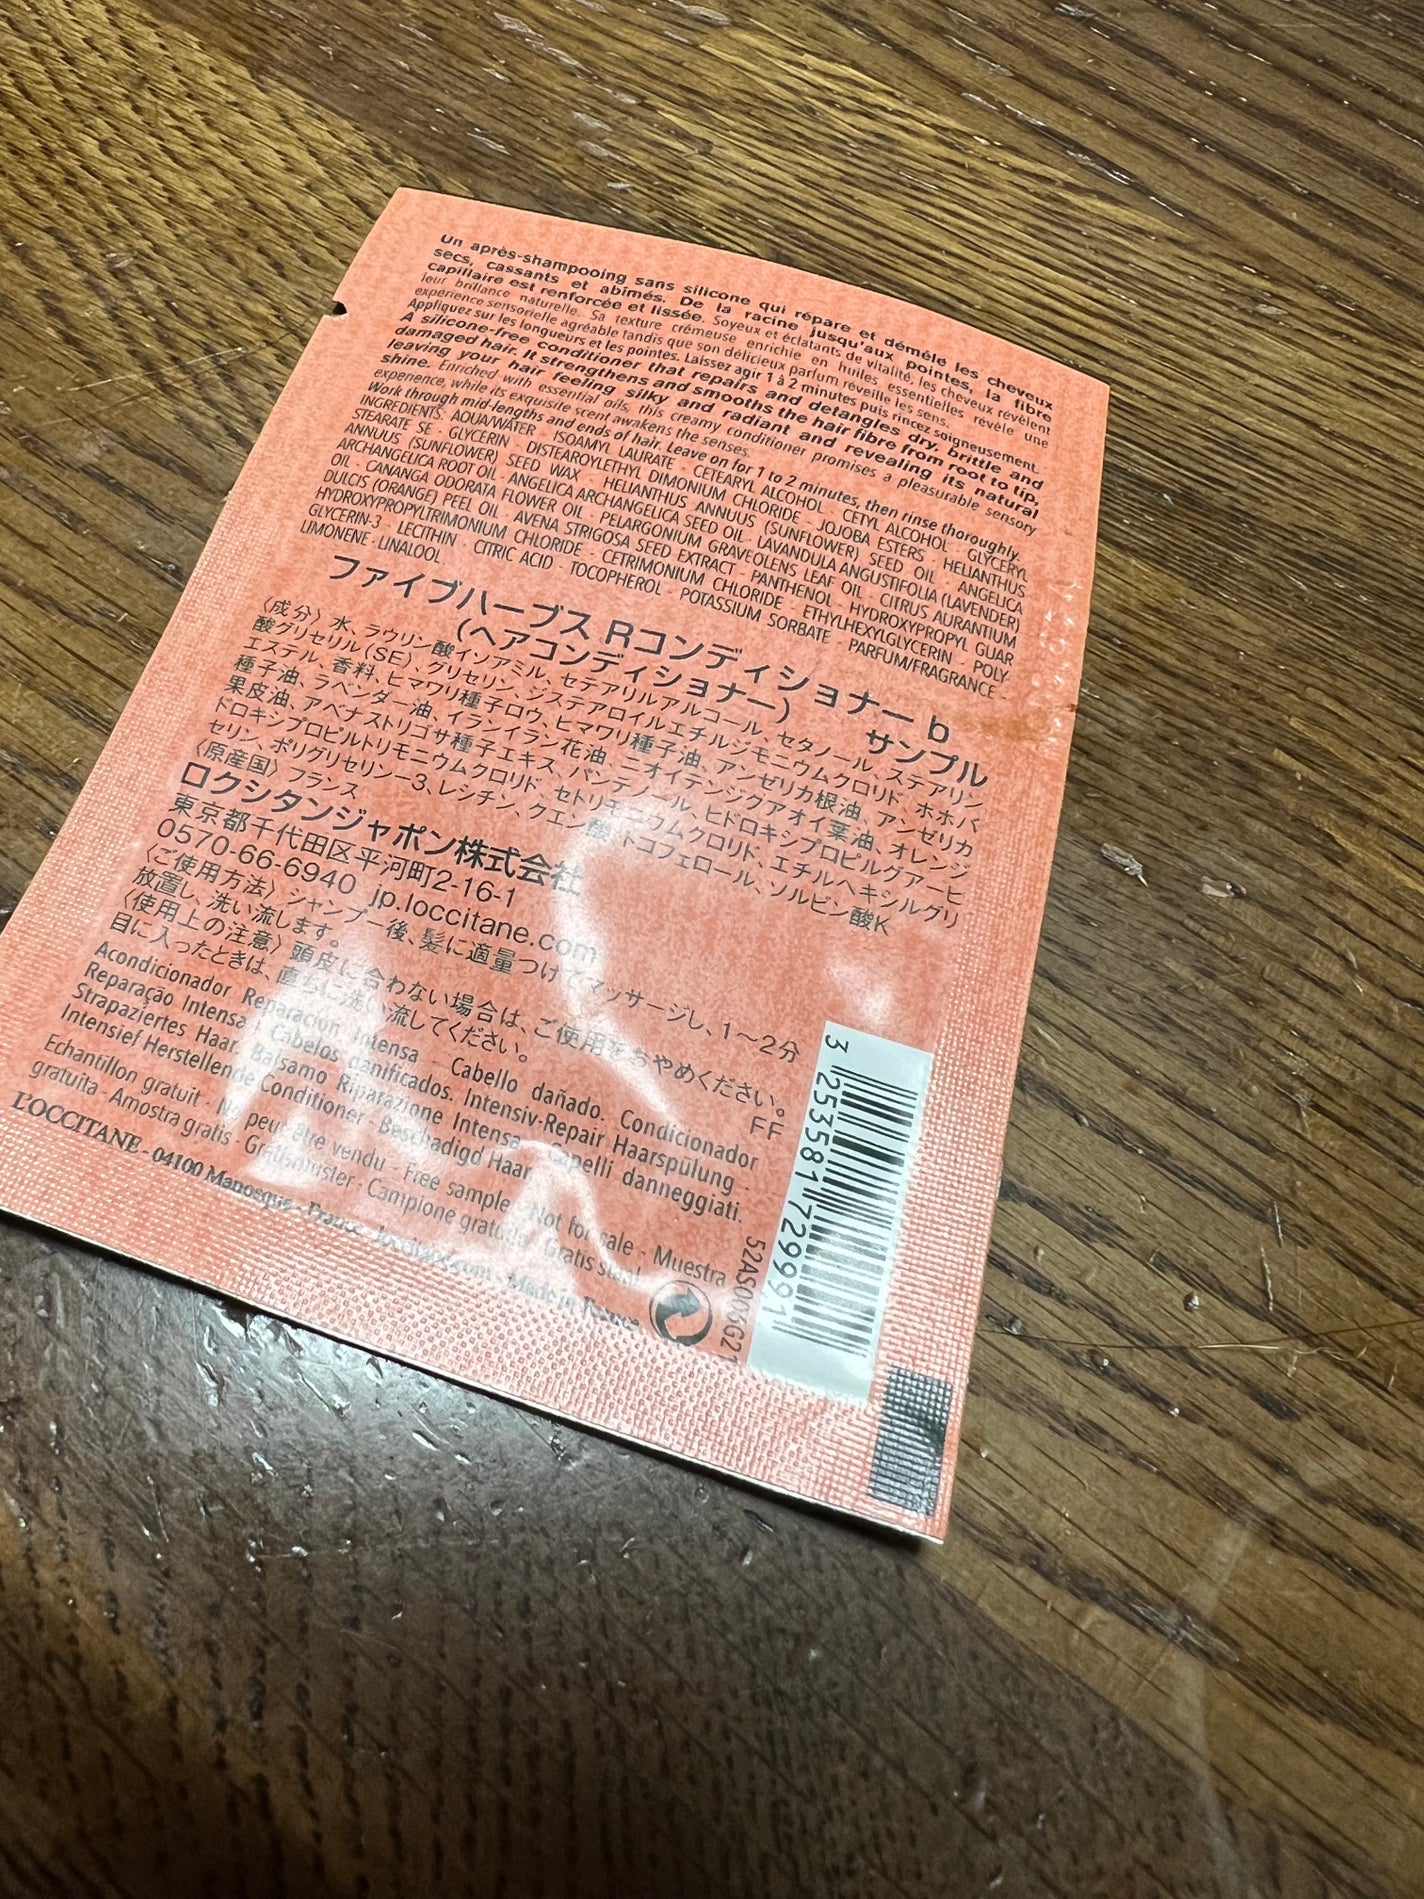 Un après-shampooing sans silicone qui répare et démêle les cheveux
secs, cassants et abîmés. De la racine jusqu'aux pointes, la fibre
capillaire est renforcée et lissée. Soyeux et éclatants de vitalité, les cheveux révèlent
leur brillance naturelle. Sa texture crémeuse enrichie en huiles essentielles révèle une
expérience sensorielle agréable tandis que son délicieux parfum réveille les sens.
Appliquez sur les longueurs et les pointes. Laissez agir 1 à 2 minutes puis rincez soigneusement.
A silicone-free conditioner that repairs and detangles dry, brittle and
damaged hair. It strengthens and smooths the hair fibre from root to tip,
leaving your hair feeling silky and radiant and revealing its natural
shine. Enriched with essential oils, this creamy conditioner promises a pleasurable sensory
experience, while its exquisite scent awakens the senses.
Work through mid-lengths and ends of hair. Leave on for 1 to 2 minutes, then rinse thoroughly.
INGREDIENTS: AQUA/WATER - ISOAMYL LAURATE - CETEARYL ALCOHOL - CETYL ALCOHOL - GLYCERYL
STEARATE SE - GLYCERIN - DISTEAROYLETHYL DIMONIUM CHLORIDE - JOJOBA ESTERS - HELIANTHUS
ANNUUS (SUNFLOWER) SEED WAX - HELIANTHUS ANNUUS (SUNFLOWER) SEED OIL - ANGELICA
ARCHANGELICA ROOT OIL - ANGELICA ARCHANGELICA SEED OIL - LAVANDULA ANGUSTIFOLIA (LAVENDER)
OIL - CANANGA ODORATA FLOWER OIL - PELARGONIUM GRAVEOLENS LEAF OIL - CITRUS AURANTIUM
DULCIS (ORANGE) PEEL OIL - AVENA STRIGOSA SEED EXTRACT - PANTHENOL - HYDROXYPROPYL GUAR
HYDROXYPROPYLTRIMONIUM CHLORIDE - CETRIMONIUM CHLORIDE - ETHYLHEXYLGLYCERIN - POLY-
GLYCERIN-3 - LECITHIN - CITRIC ACID - TOCOPHEROL - POTASSIUM SORBATE - PARFUM/FRAGRANCE -
LIMONENE - LINALOOL
ファイブハーブス Rコンディショナー b
(ヘアコンディショナー) サンプル
〈成分〉水、ラウリン酸イソアミル、セテアリルアルコール、セタノール、ステアリン
酸グリセリル(SE)、グリセリン、ジステアロイルエチルジモニウムクロリド、ホホバ
エステル、香料、ヒマワリ種子ロウ、ヒマワリ種子油、アンゼリカ根油、アンゼリカ
種子油、ラベンダー油、イランイラン花油、ニオイテンジクアオイ葉油、オレンジ
果皮油、アベナストリゴサ種子エキス、パンテノール、ヒドロキシプロピルグアーヒ
ドロキシプロピルトリモニウムクロリド、セトリモニウムクロリド、エチルヘキシルグリ
セリン、ポリグリセリン-3、レシチン、クエン酸、トコフェロール、ソルビン酸K
〈原産国〉フランス
ロクシタンジャポン株式会社
東京都千代田区平河町2-16-1
0570-66-6940 jp.loccitane.com
〈ご使用方法〉シャンプー後、髪に適量つけてマッサージし、1〜2分
放置し、洗い流します。
〈使用上の注意〉頭皮に合わない場合は、ご使用をおやめください。
目に入ったときは、直ちに洗い流してください。 FF
Acondicionador Reparación Intensa - Cabello dañado. Condicionador
Reparação Intensa - Cabelos danificados. Intensiv-Repair Haarspülung -
Strapaziertes Haar. Balsamo Riparazione Intensa - Capelli danneggiati.
Intensief Herstellende Conditioner - Beschadigd Haar
Echantillon gratuit - Ne peut être vendu - Free sample - Not for sale - Muestra
gratuita - Amostra gratis - Gratismuster - Campione gratuito - Gratis staal
L'OCCITANE - 04100 Manosque - France - loccitane.com - Made in France
52AS006G21
3 253581 729991